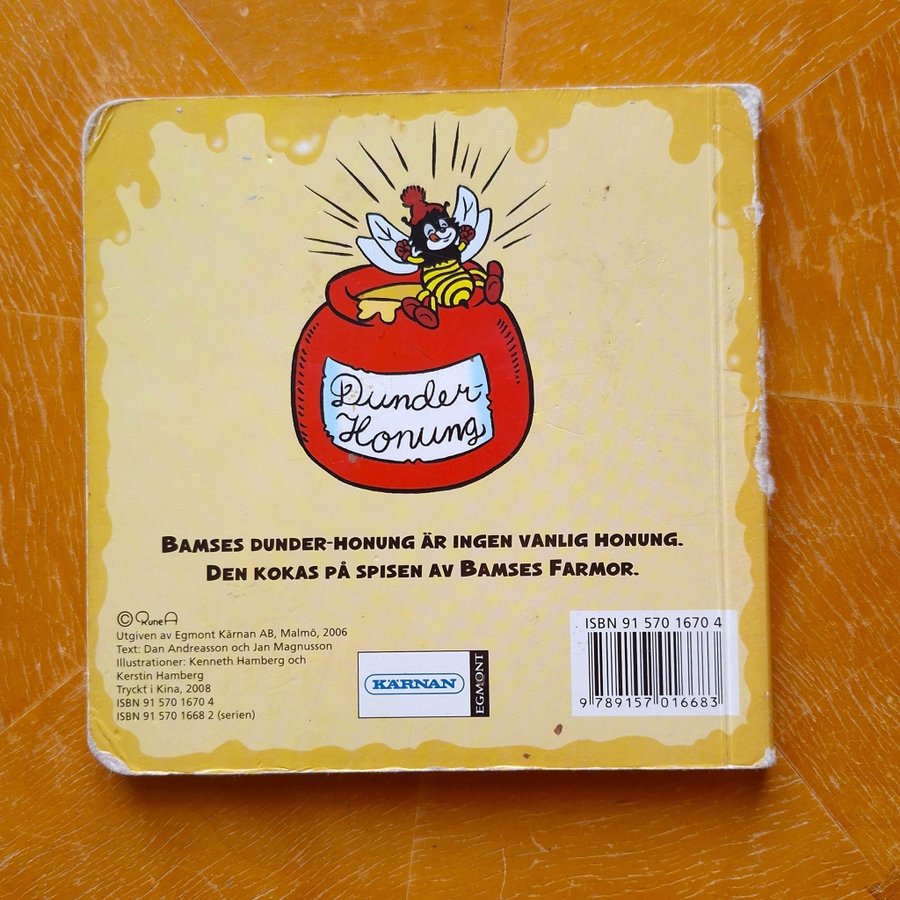 Dunder-
Honung
BAMSES DUNDER-HONUNG ÄR INGEN VANLIG HONUNG.
DEN KOKAS PÅ SPISEN AV BAMSES FARMOR.
© Rune A
Utgiven av Egmont Kärnan AB, Malmö, 2006
Text: Dan Andreasson och Jan Magnusson
Illustrationer: Kenneth Hamberg och
Kerstin Hamberg
Tryckt i Kina, 2008
ISBN 91 570 1670 4
ISBN 91 570 1668 2 (serien)
KÄRNAN
EGMONT
ISBN 91 570 1670 4
9 789157 016683